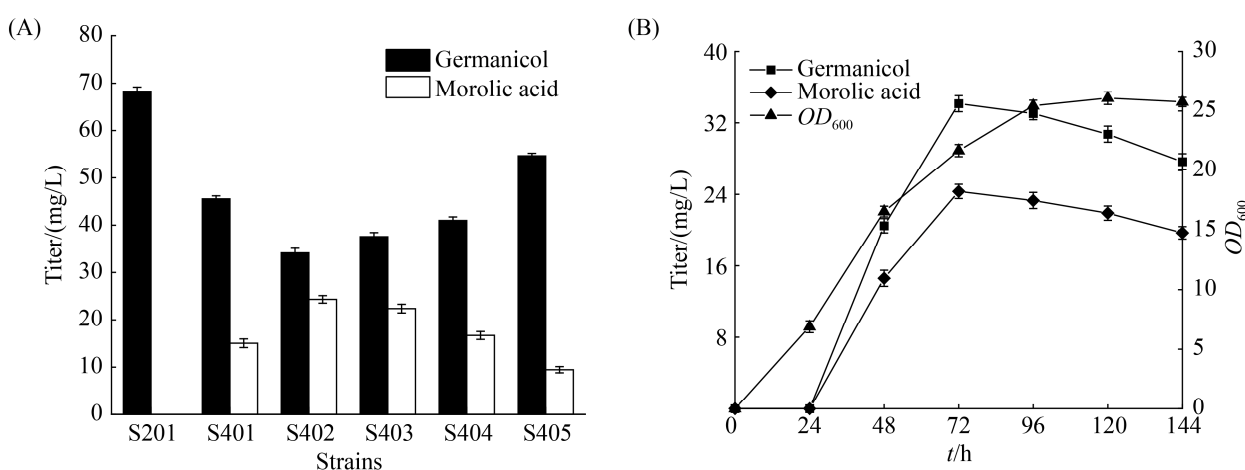 (A)
Germanicol
Morolic acid
Titer/(mg/L)
80
70
60
50
40
30
20
10
0
S201 S401 S402 S403 S404 S405
Strains
(B)
Germanicol
Morolic acid
OD600
Titer/(mg/L)
40
32
24
16
8
30
25
20
15
10
5
0
OD600
0 24 48 72 96 120 144
t/h